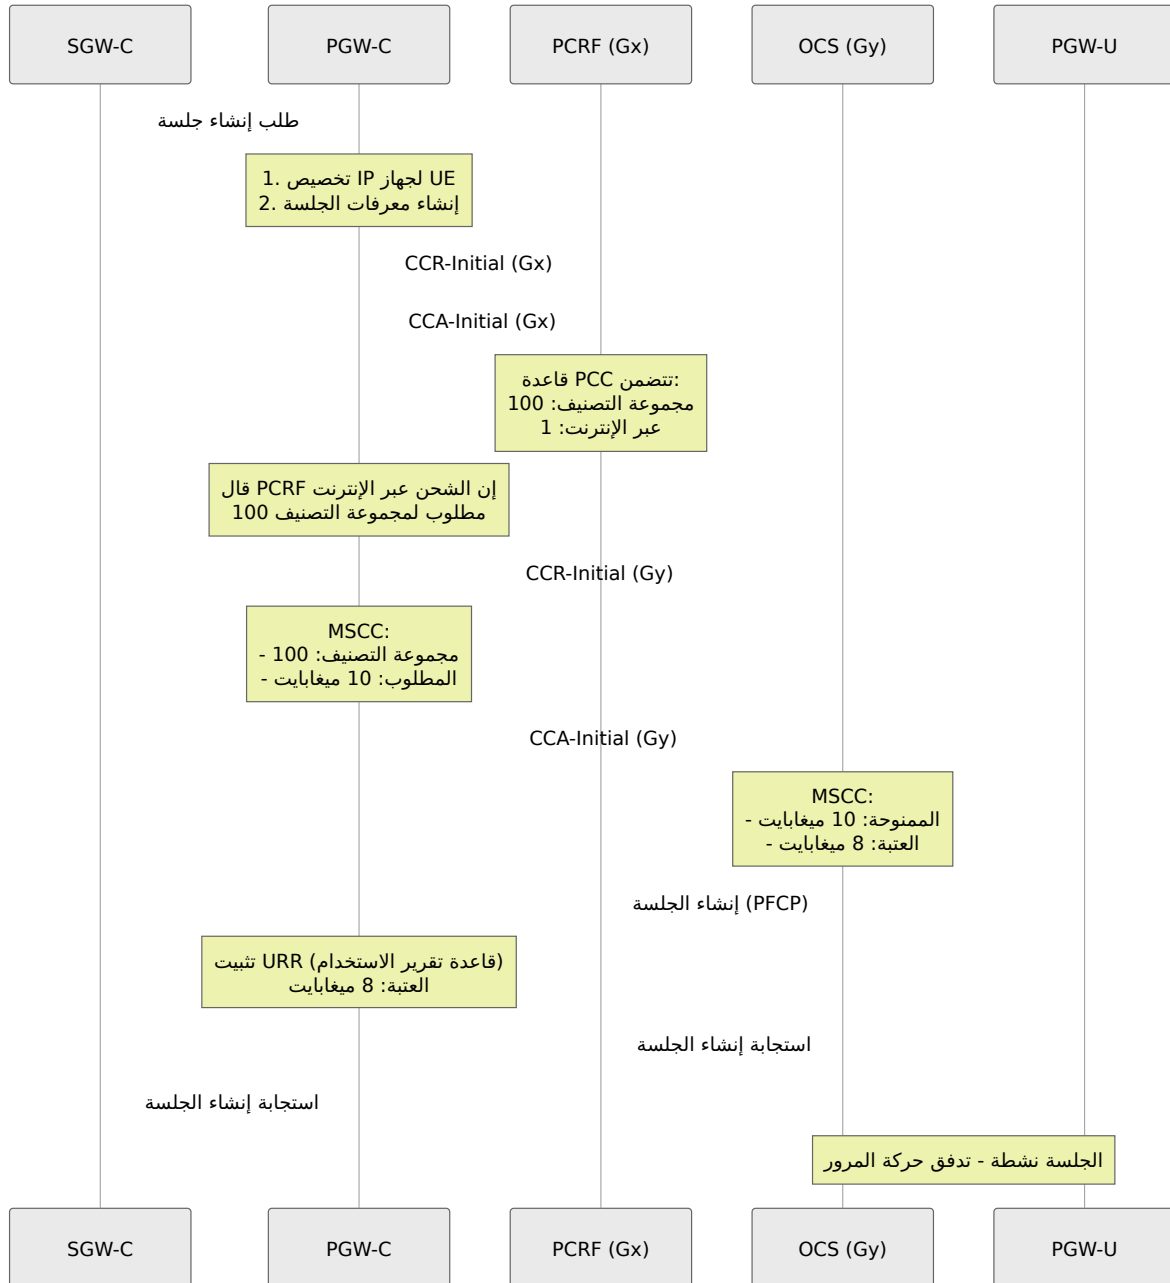 SGW-C
PGW-C
PCRF (Gx)
OCS (Gy)
PGW-U
طلب إنشاء جلسة
1. تخصيص IP لجهاز UE
2. إنشاء معرفات الجلسة
CCR-Initial (Gx)
CCA-Initial (Gx)
قاعدة PCC تتضمن:
مجموعة التصنيف: 100
عبر الإنترنت: 1
قال PCRF إن الشحن عبر الإنترنت
مطلوب لمجموعة التصنيف 100
CCR-Initial (Gy)
MSCC:
- مجموعة التصنيف: 100
- المطلوب: 10 ميغابايت
CCA-Initial (Gy)
MSCC:
- الممنوحة: 10 ميغابايت
- العتبة: 8 ميغابايت
إنشاء الجلسة (PFCP)
تثبيت URR (قاعدة تقرير الاستخدام)
العتبة: 8 ميغابايت
استجابة إنشاء الجلسة
استجابة إنشاء الجلسة
الجلسة نشطة - تدفق حركة المرور
SGW-C
PGW-C
PCRF (Gx)
OCS (Gy)
PGW-U